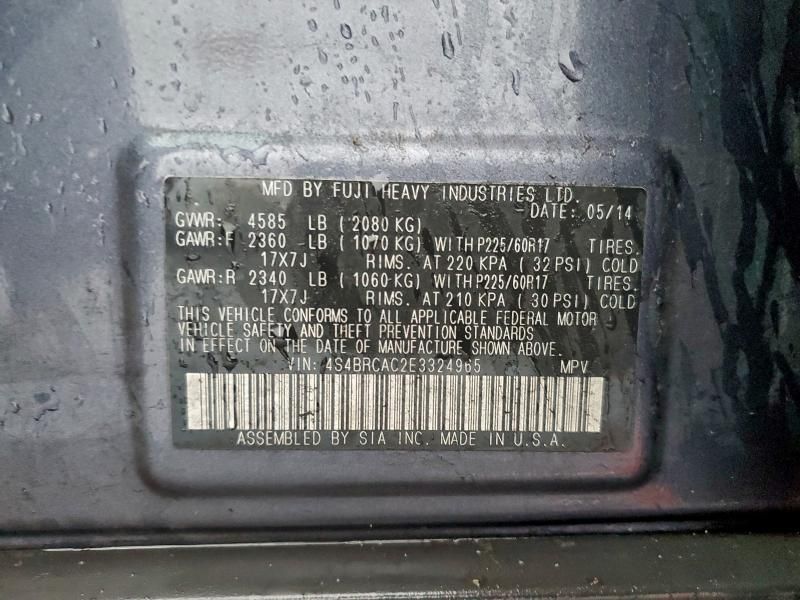 MFD BY FUJI HEAVY INDUSTRIES LTD.
DATE: 05/14
GVWR: 4585 LB (2080 KG)
GAWR:F 2360 LB (1070 KG) WITH P225/60R17 TIRES.
17X7J RIMS. AT 220 KPA (32 PSI) COLD
GAWR:R 2340 LB (1060 KG) WITH P225/60R17 TIRES.
17X7J RIMS. AT 210 KPA (30 PSI) COLD
THIS VEHICLE CONFORMS TO ALL APPLICABLE FEDERAL MOTOR
VEHICLE SAFETY AND THEFT PREVENTION STANDARDS
IN EFFECT ON THE DATE OF MANUFACTURE SHOWN ABOVE.
VIN: 4S4BRCAC2E3324965 MPV
ASSEMBLED BY SIA INC. MADE IN U.S.A.